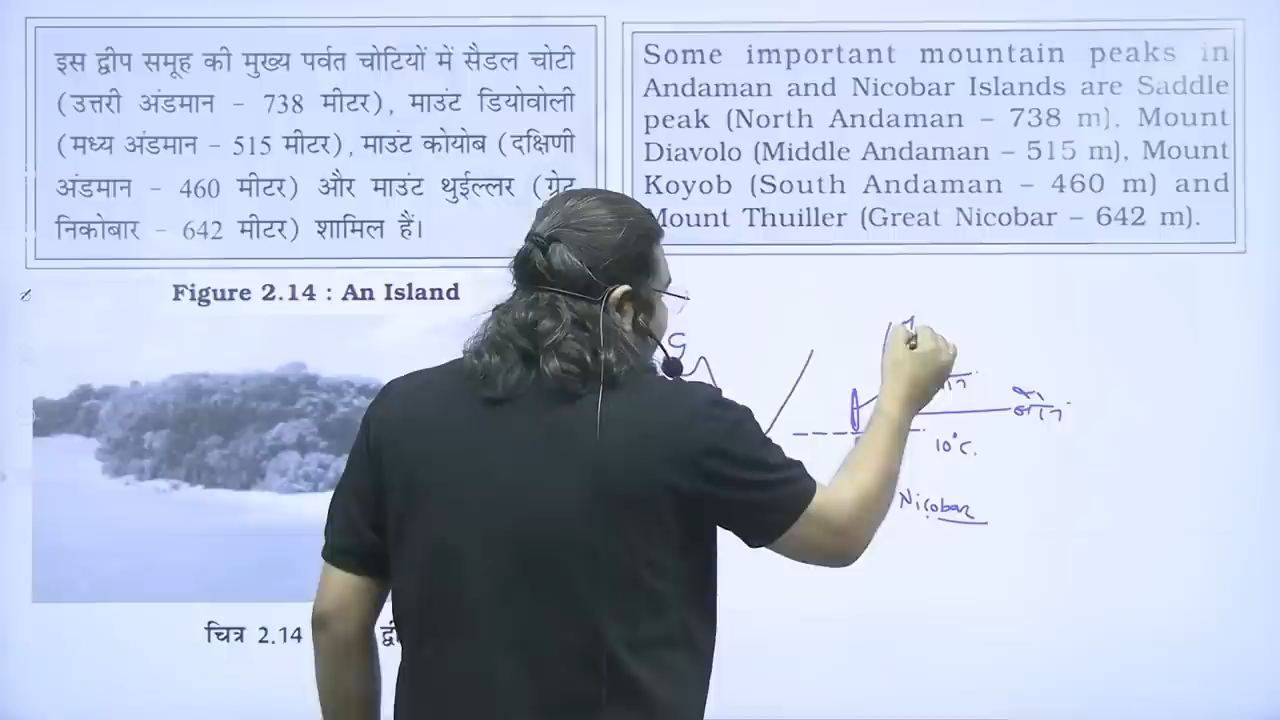 इस द्वीप समूह की मुख्य पर्वत चोटियों में सैडल चोटी
(उत्तरी अंडमान – 738 मीटर), माउंट डियोवोली
(मध्य अंडमान – 515 मीटर), माउंट कोयोब (दक्षिणी
अंडमान – 460 मीटर) और माउंट थुईल्लर (ग्रेट
निकोबार – 642 मीटर) शामिल हैं।
Some important mountain peaks in
Andaman and Nicobar Islands are Saddle
peak (North Andaman – 738 m), Mount
Diavolo (Middle Andaman – 515 m), Mount
Koyob (South Andaman – 460 m) and
Mount Thuiller (Great Nicobar – 642 m).
Figure 2.14 : An Island
G
10°C.
Nicobar
चित्र 2.14